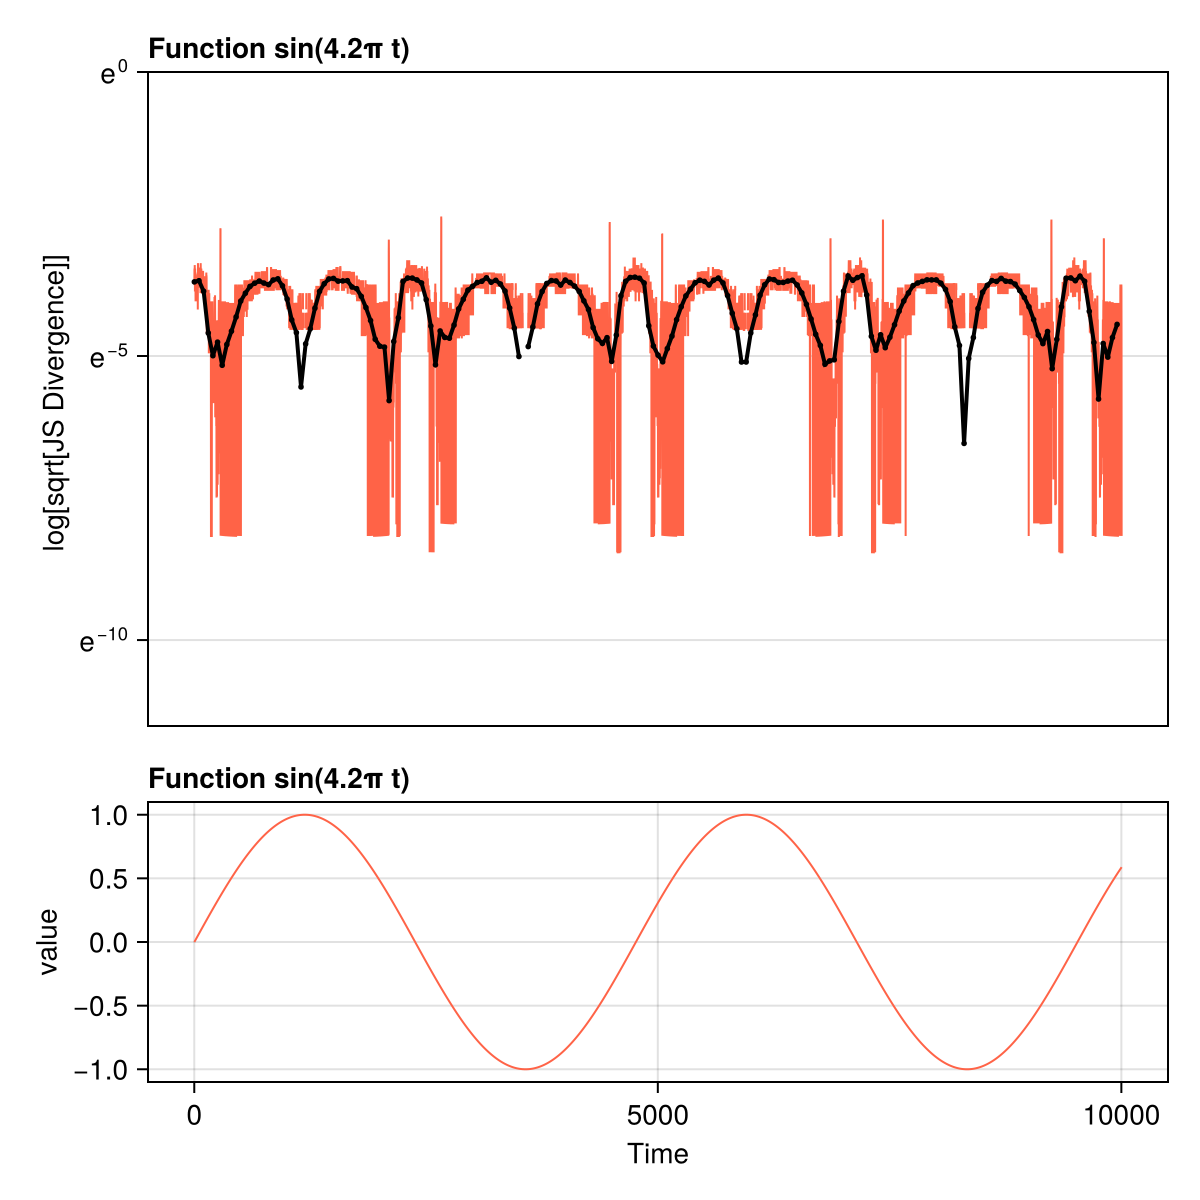 Function sin(4.2π t)
e⁰
e⁻⁵
e⁻¹⁰
log[sqrt[JS Divergence]]
Function sin(4.2π t)
1.0
0.5
0.0
−0.5
−1.0
value
0 5000 10000
Time